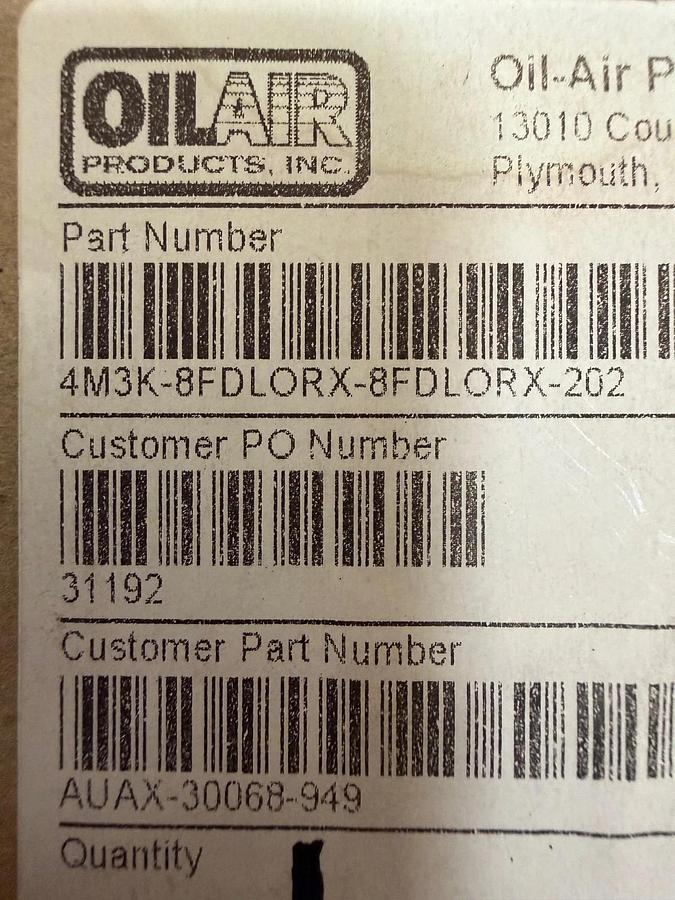 OILAIR
PRODUCTS, INC.
Oil-Air P
13010 Cou
Plymouth,
Part Number
4M3K-8FDLORX-8FDLORX-202
Customer PO Number
31192
Customer Part Number
AUAX-30068-949
Quantity